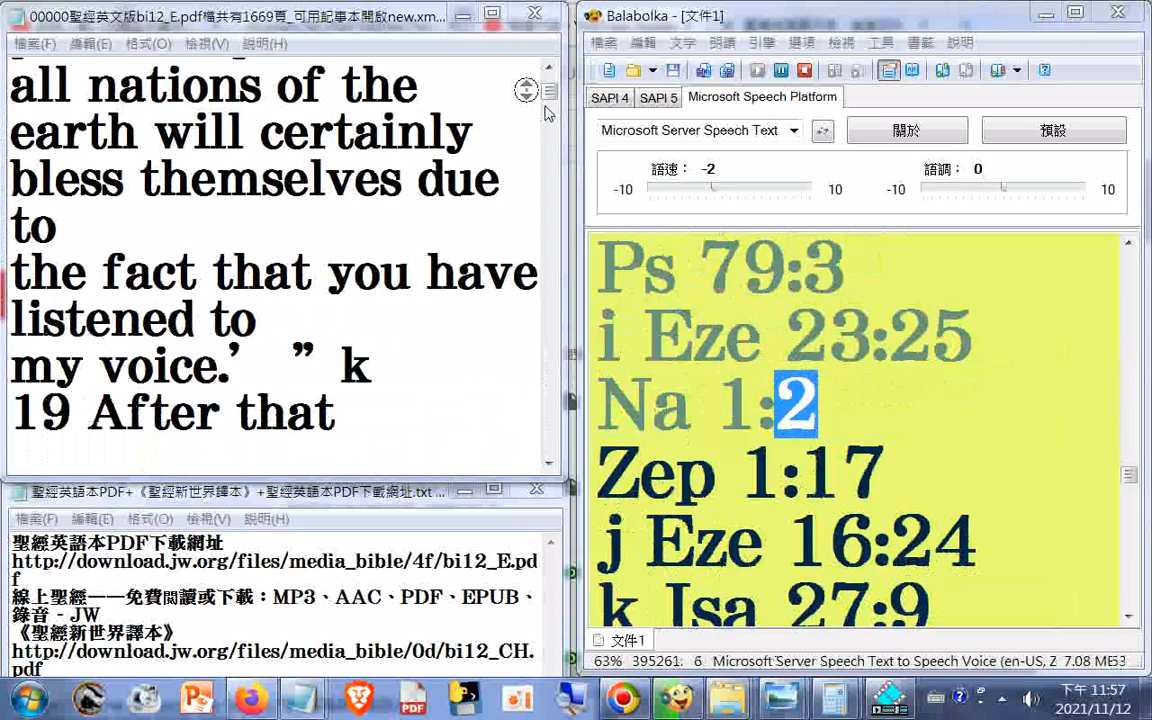 00000聖經英文版bi12_E.pdf檔共有1669頁_可用記事本開啟new.xm...
檔案(F) 編輯(E) 格式(O) 檢視(V) 說明(H)
all nations of the
earth will certainly
bless themselves due
to
the fact that you have
listened to
my voice.’ ” k
19 After that
聖經英語本PDF+《聖經新世界譯本》+聖經英語本PDF下載網址.txt ...
檔案(F) 編輯(E) 格式(O) 檢視(V) 說明(H)
聖經英語本PDF下載網址
http://download.jw.org/files/media_bible/4f/bi12_E.pd
f
線上聖經——免費閱讀或下載：MP3、AAC、PDF、EPUB、
錄音 - JW
《聖經新世界譯本》
http://download.jw.org/files/media_bible/0d/bi12_CH.
pdf
Balabolka - [文件1]
檔案 編輯 文字 朗讀 引擎 選項 檢視 工具 書籤 說明
SAPI 4 SAPI 5 Microsoft Speech Platform
Microsoft Server Speech Text 關於 預設
語速： -2 語調： 0
-10 10 -10 10
Ps 79:3
i Eze 23:25
Na 1:2
Zep 1:17
j Eze 16:24
k Isa 27:9
文件1
63% 395261: 6 Microsoft Server Speech Text to Speech Voice (en-US, Z 7.08 МБ53
下午 11:57
2021/11/12